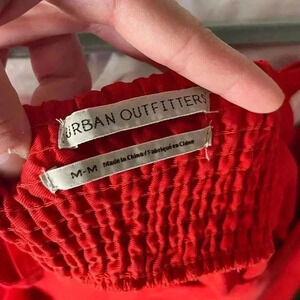 URBAN OUTFITTERS
M-M Made in China / Fabriqué en Chine